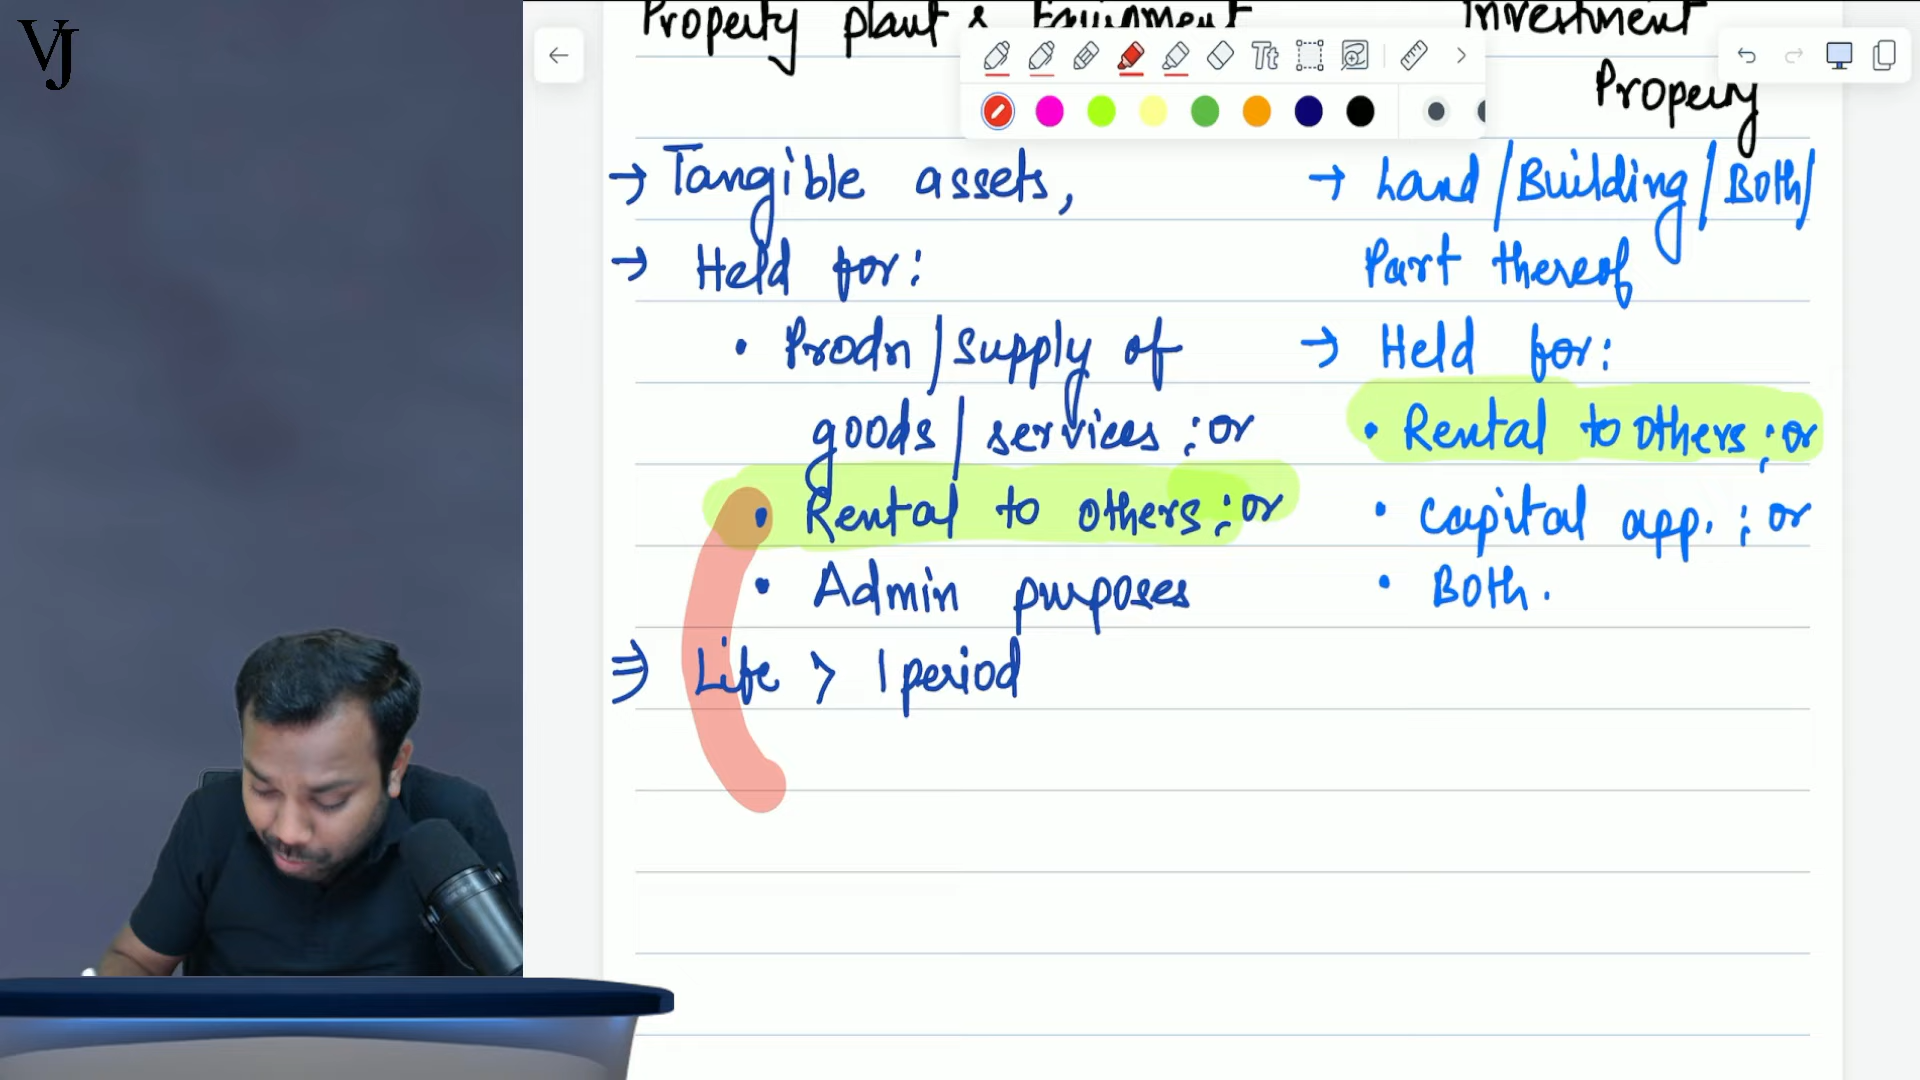 VJ
Property plant & Equipment
Investment
Property
Tt
→ Tangible assets,
→ Held for:
• Prodn / supply of
goods / services ; or
• Rental to others ; or
• Admin purposes
⇒ Life > 1 period
→ Land / Building / Both /
Part thereof
→ Held for:
• Rental to others ; or
• Capital app. ; or
• Both.